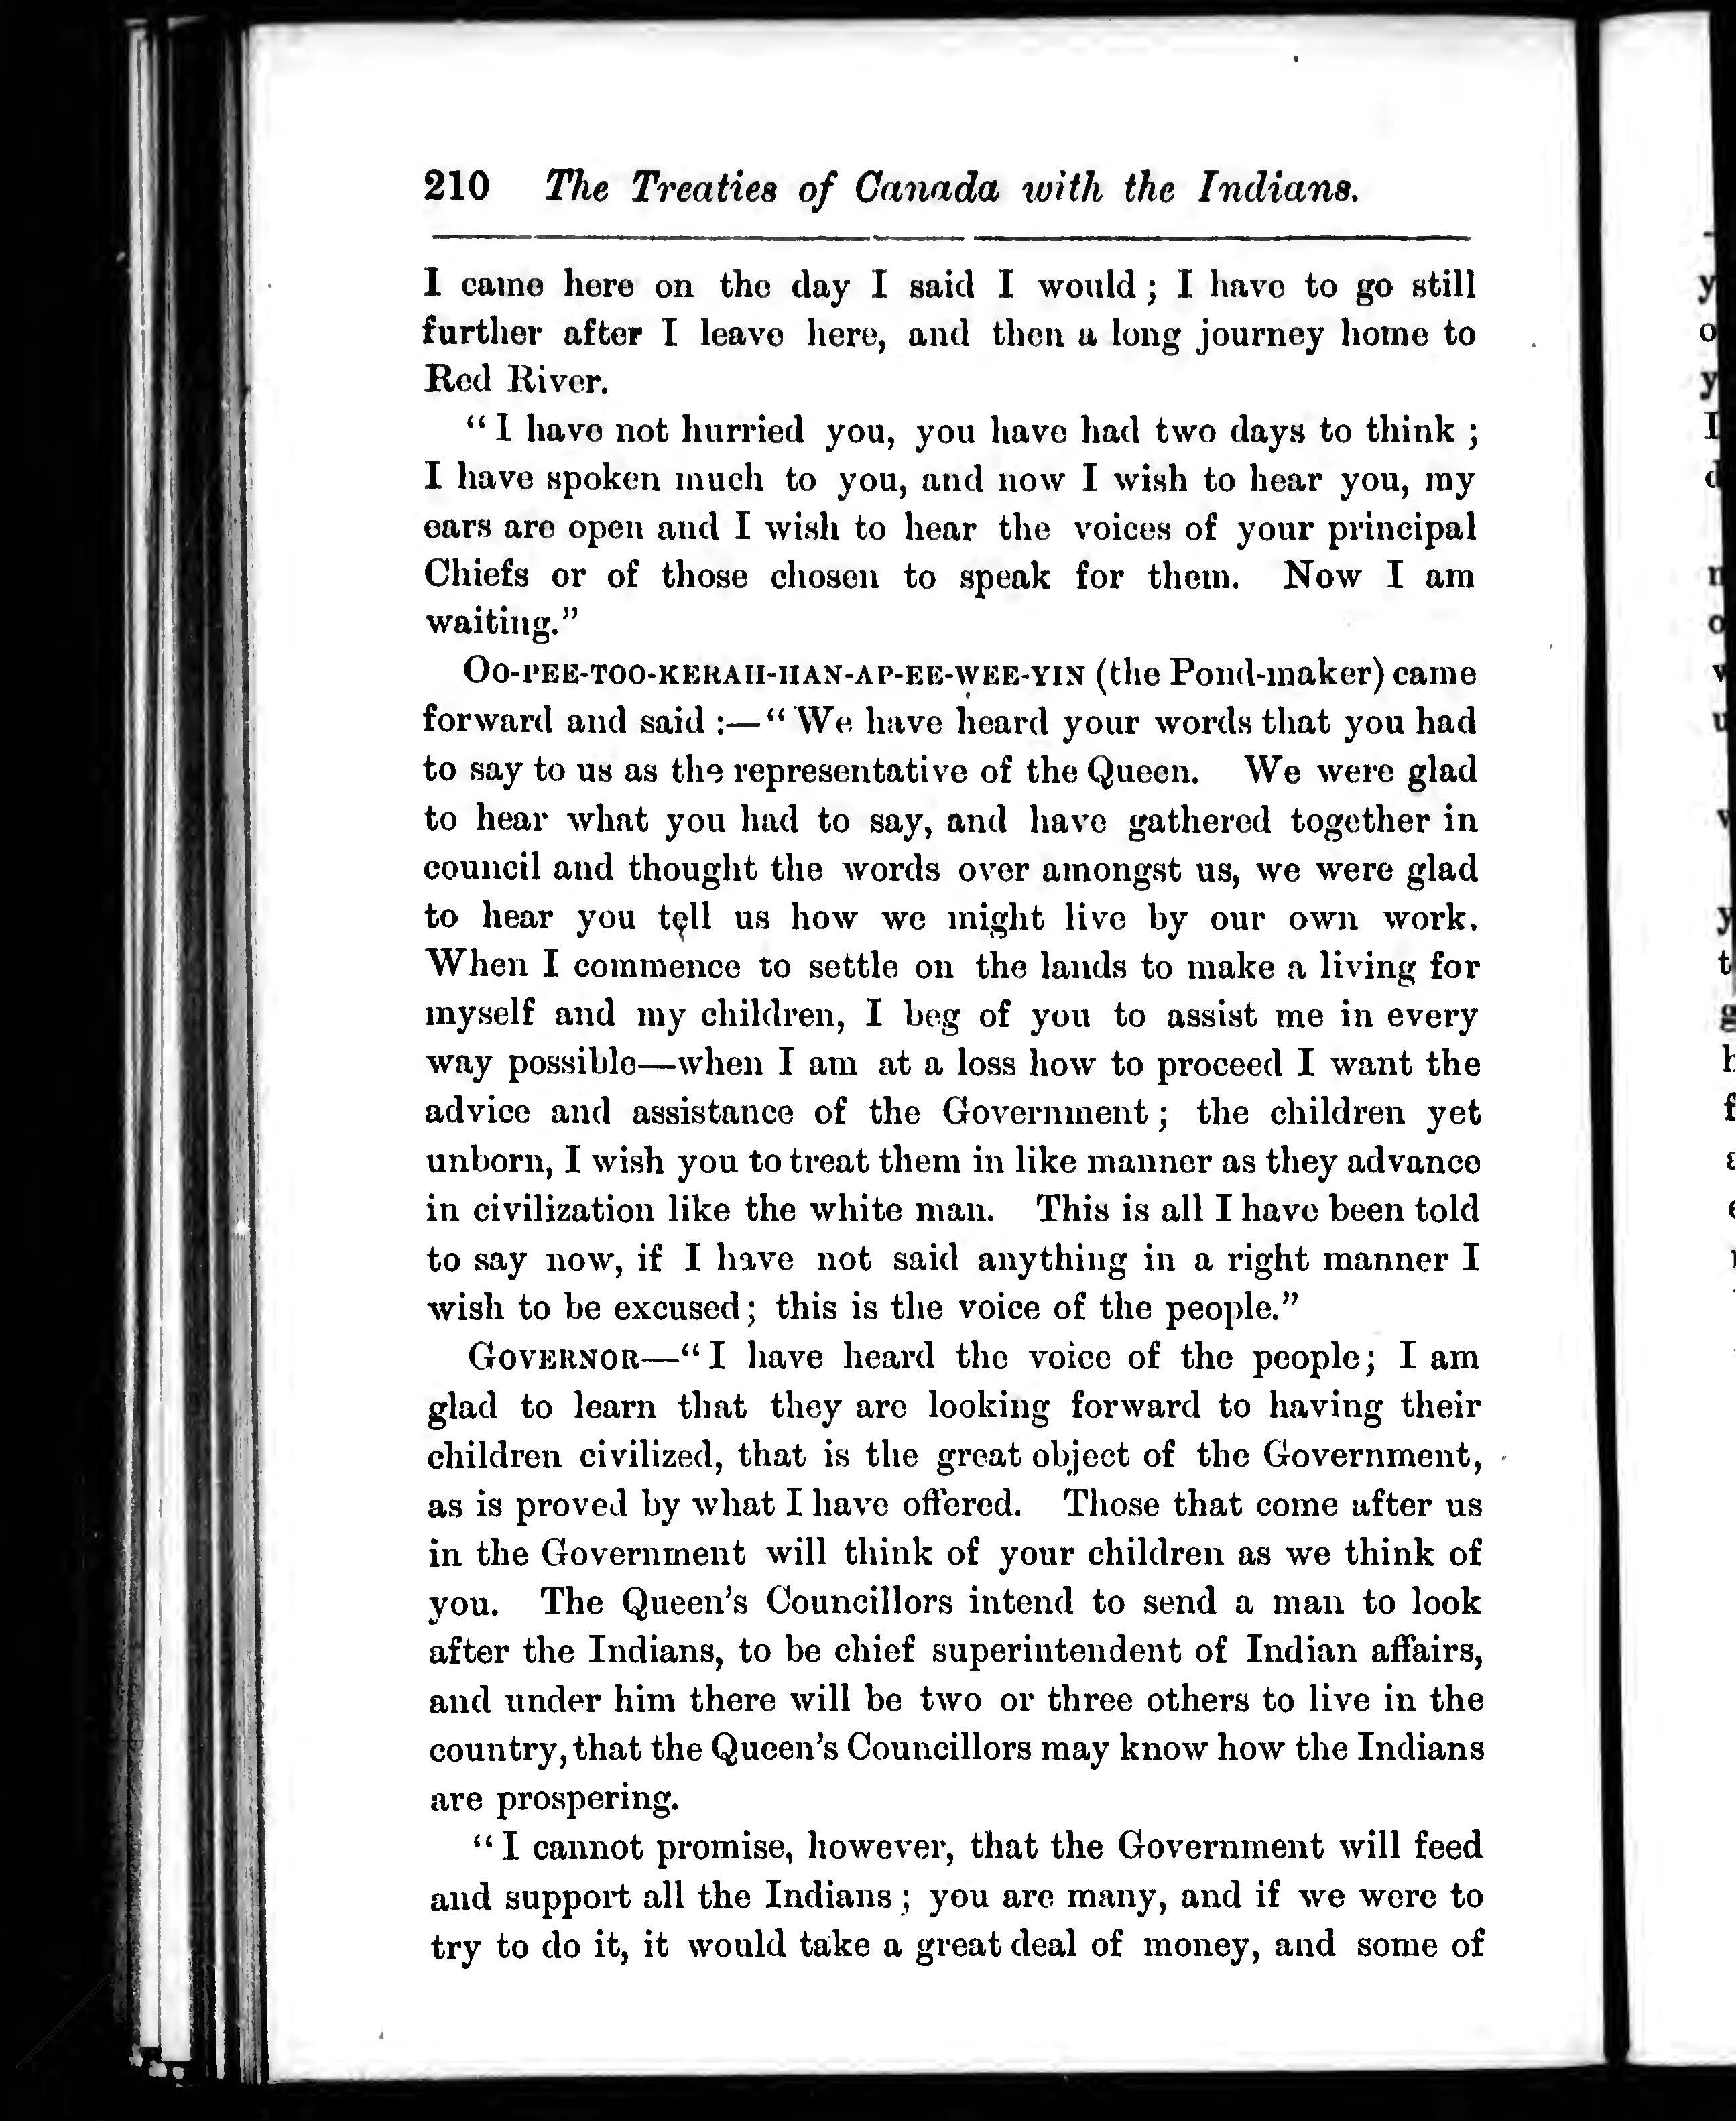 210 The Treaties of Canada with the Indians.
I came here on the day I said I would ; I have to go still
further after I leave here, and then a long journey home to
Red River.
“ I have not hurried you, you have had two days to think ;
I have spoken much to you, and now I wish to hear you, my
ears are open and I wish to hear the voices of your principal
Chiefs or of those chosen to speak for them. Now I am
waiting.”
OO-PEE-TOO-KERAH-HAN-AP-EE-WEE-YIN (the Pond-maker) came
forward and said :—“ We have heard your words that you had
to say to us as the representative of the Queen. We were glad
to hear what you had to say, and have gathered together in
council and thought the words over amongst us, we were glad
to hear you tell us how we might live by our own work.
When I commence to settle on the lands to make a living for
myself and my children, I beg of you to assist me in every
way possible—when I am at a loss how to proceed I want the
advice and assistance of the Government ; the children yet
unborn, I wish you to treat them in like manner as they advance
in civilization like the white man. This is all I have been told
to say now, if I have not said anything in a right manner I
wish to be excused ; this is the voice of the people.”
GOVERNOR—“ I have heard the voice of the people ; I am
glad to learn that they are looking forward to having their
children civilized, that is the great object of the Government,
as is proved by what I have offered. Those that come after us
in the Government will think of your children as we think of
you. The Queen’s Councillors intend to send a man to look
after the Indians, to be chief superintendent of Indian affairs,
and under him there will be two or three others to live in the
country, that the Queen’s Councillors may know how the Indians
are prospering.
“ I cannot promise, however, that the Government will feed
and support all the Indians ; you are many, and if we were to
try to do it, it would take a great deal of money, and some of